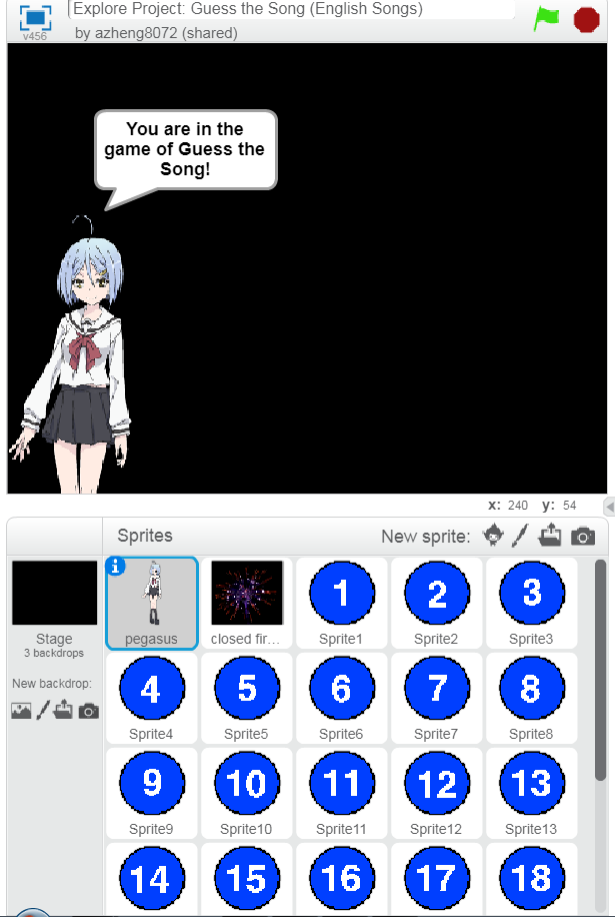 Explore Project: Guess the Song (English Songs)
v456
by azheng8072 (shared)
You are in the
game of Guess the
Song!
x: 240 y: 54
Sprites
New sprite:
i
1
2
3
Stage
3 backdrops
pegasus
closed fir...
Sprite1
Sprite2
Sprite3
New backdrop:
4
5
6
7
8
Sprite4
Sprite5
Sprite6
Sprite7
Sprite8
9
10
11
12
13
Sprite9
Sprite10
Sprite11
Sprite12
Sprite13
14
15
16
17
18